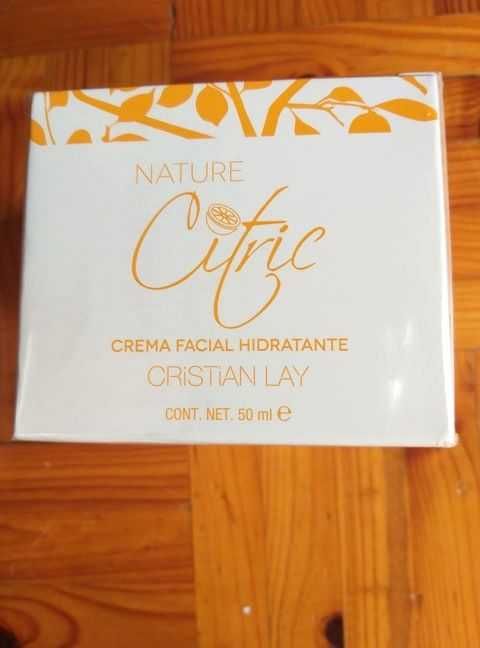 NATURE
Citric
CREMA FACIAL HIDRATANTE
CRiSTiAN LAY
CONT. NET. 50 ml ℮